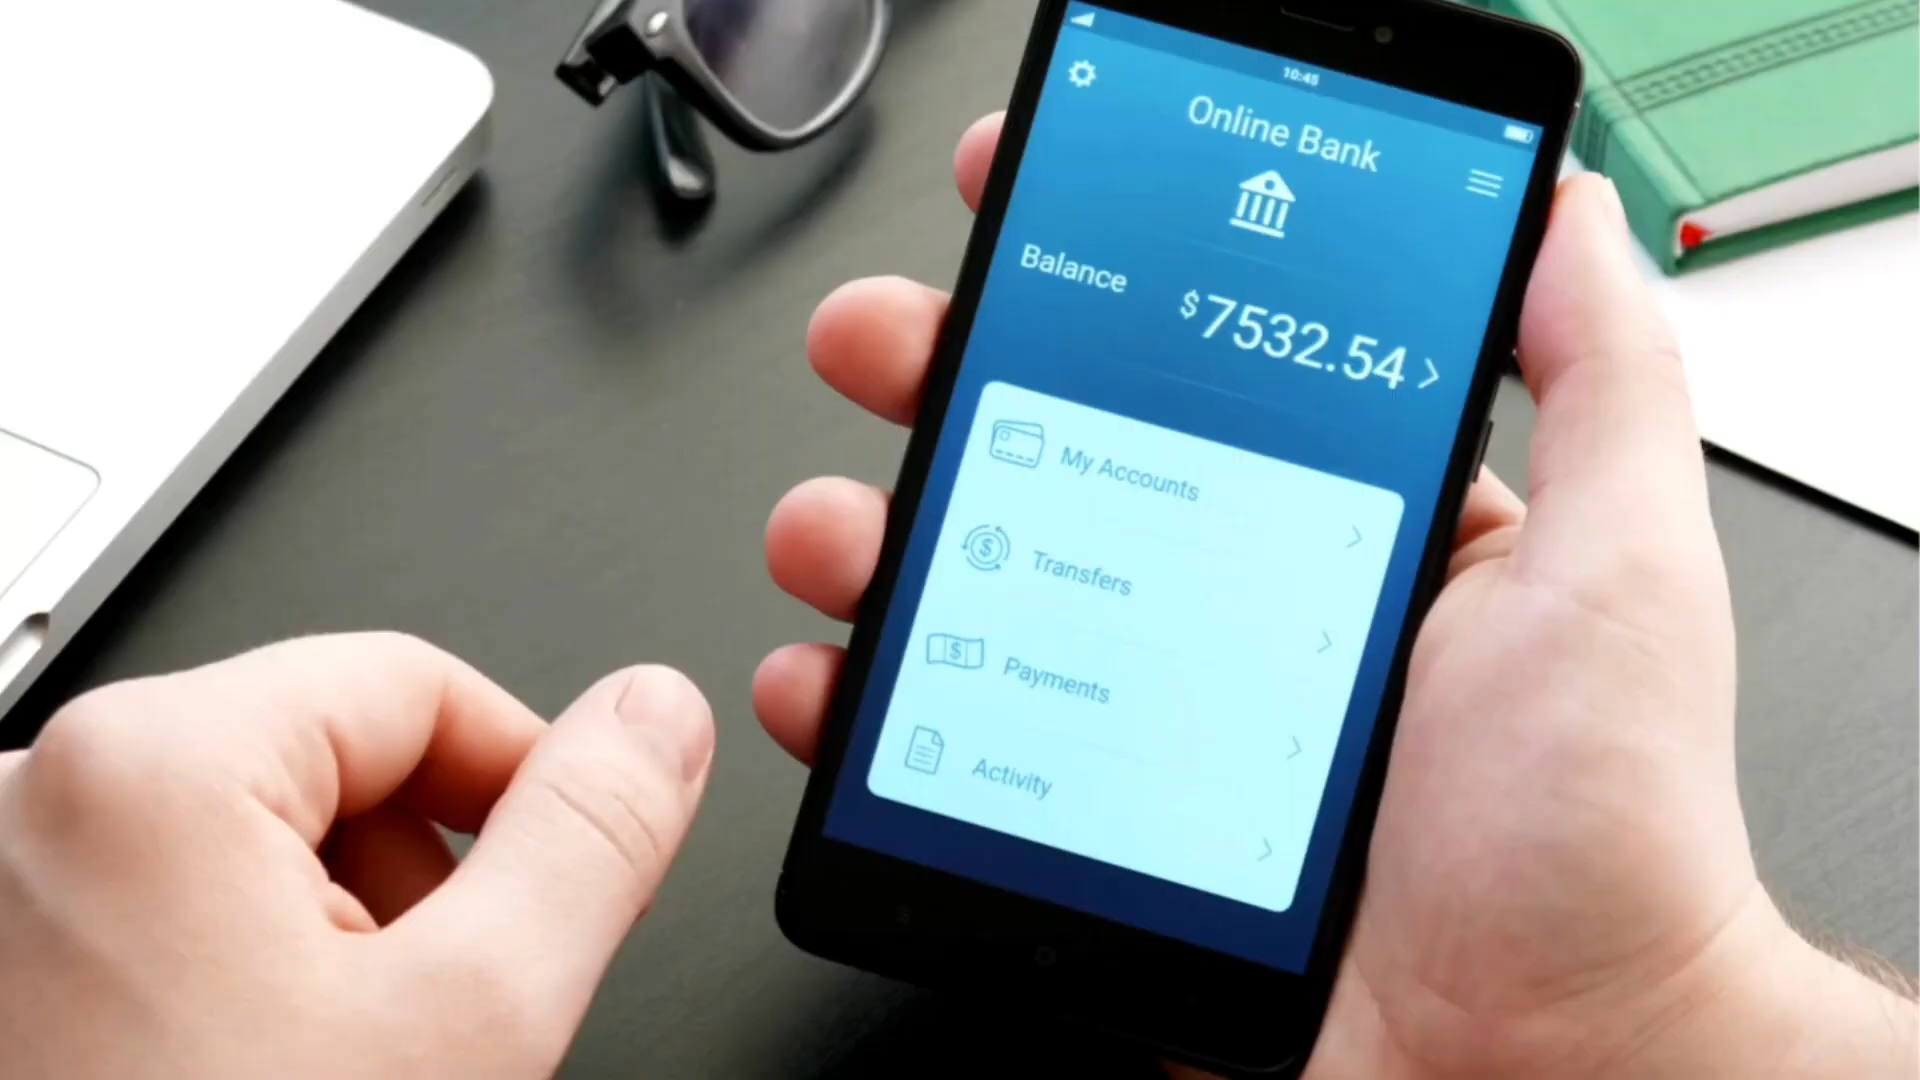 10:45
Online Bank
Balance
$7532.54
My Accounts
Transfers
Payments
Activity